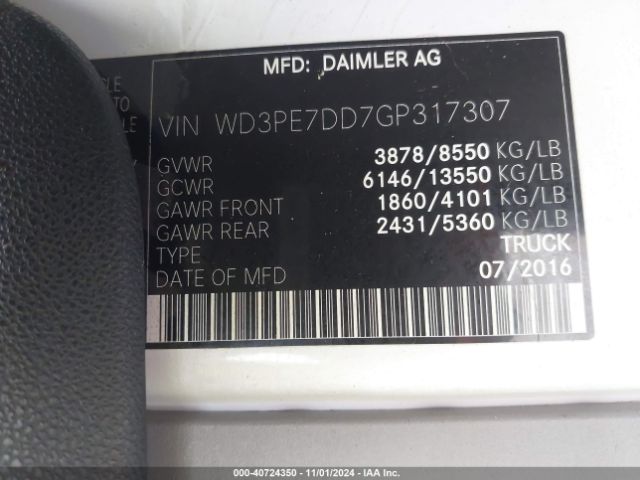 MFD: DAIMLER AG
VIN WD3PE7DD7GP317307
GVWR 3878/8550 KG/LB
GCWR 6146/13550 KG/LB
GAWR FRONT 1860/4101 KG/LB
GAWR REAR 2431/5360 KG/LB
TYPE TRUCK
DATE OF MFD 07/2016
000-40724350 | 11/01/2024 - IAA Inc.